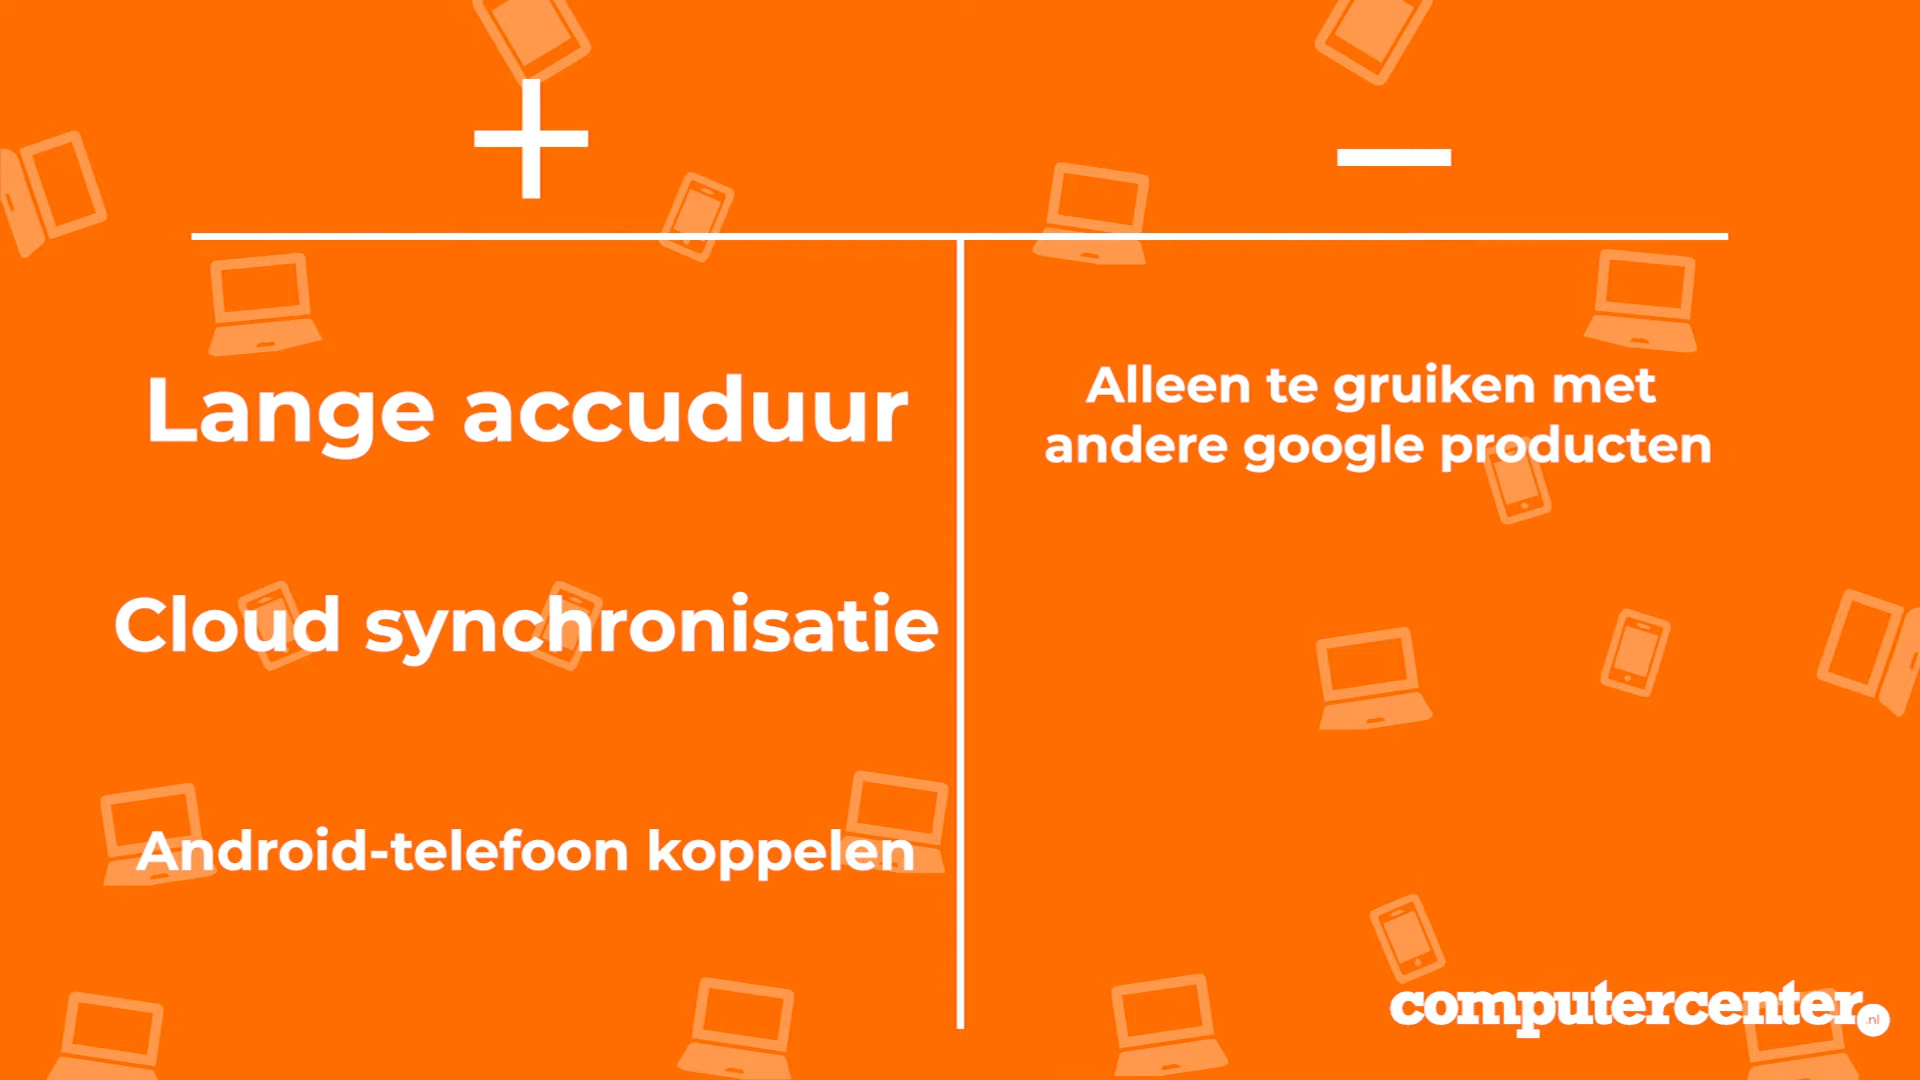 +
–
Lange accuduur
Alleen te gruiken met
andere google producten
Cloud synchronisatie
Android-telefoon koppelen
computercenter.nl